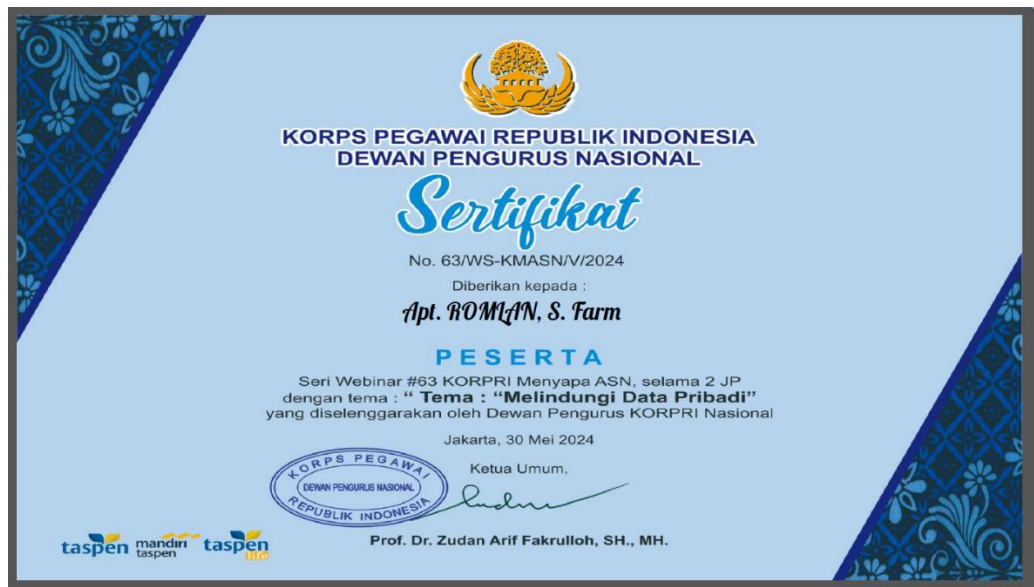 KORPS PEGAWAI REPUBLIK INDONESIA
DEWAN PENGURUS NASIONAL
Sertifikat
No. 63/WS-KMASN/V/2024
Diberikan kepada :
Apt. ROMLAN, S. Farm
PESERTA
Seri Webinar #63 KORPRI Menyapa ASN, selama 2 JP
dengan tema : “ Tema : “Melindungi Data Pribadi”
yang diselenggarakan oleh Dewan Pengurus KORPRI Nasional
Jakarta, 30 Mei 2024
Ketua Umum,
KORPS PEGAWAI
DEWAN PENGURUS NASIONAL
REPUBLIK INDONESIA
Prof. Dr. Zudan Arif Fakrulloh, SH., MH.
taspen mandiri taspen taspen life